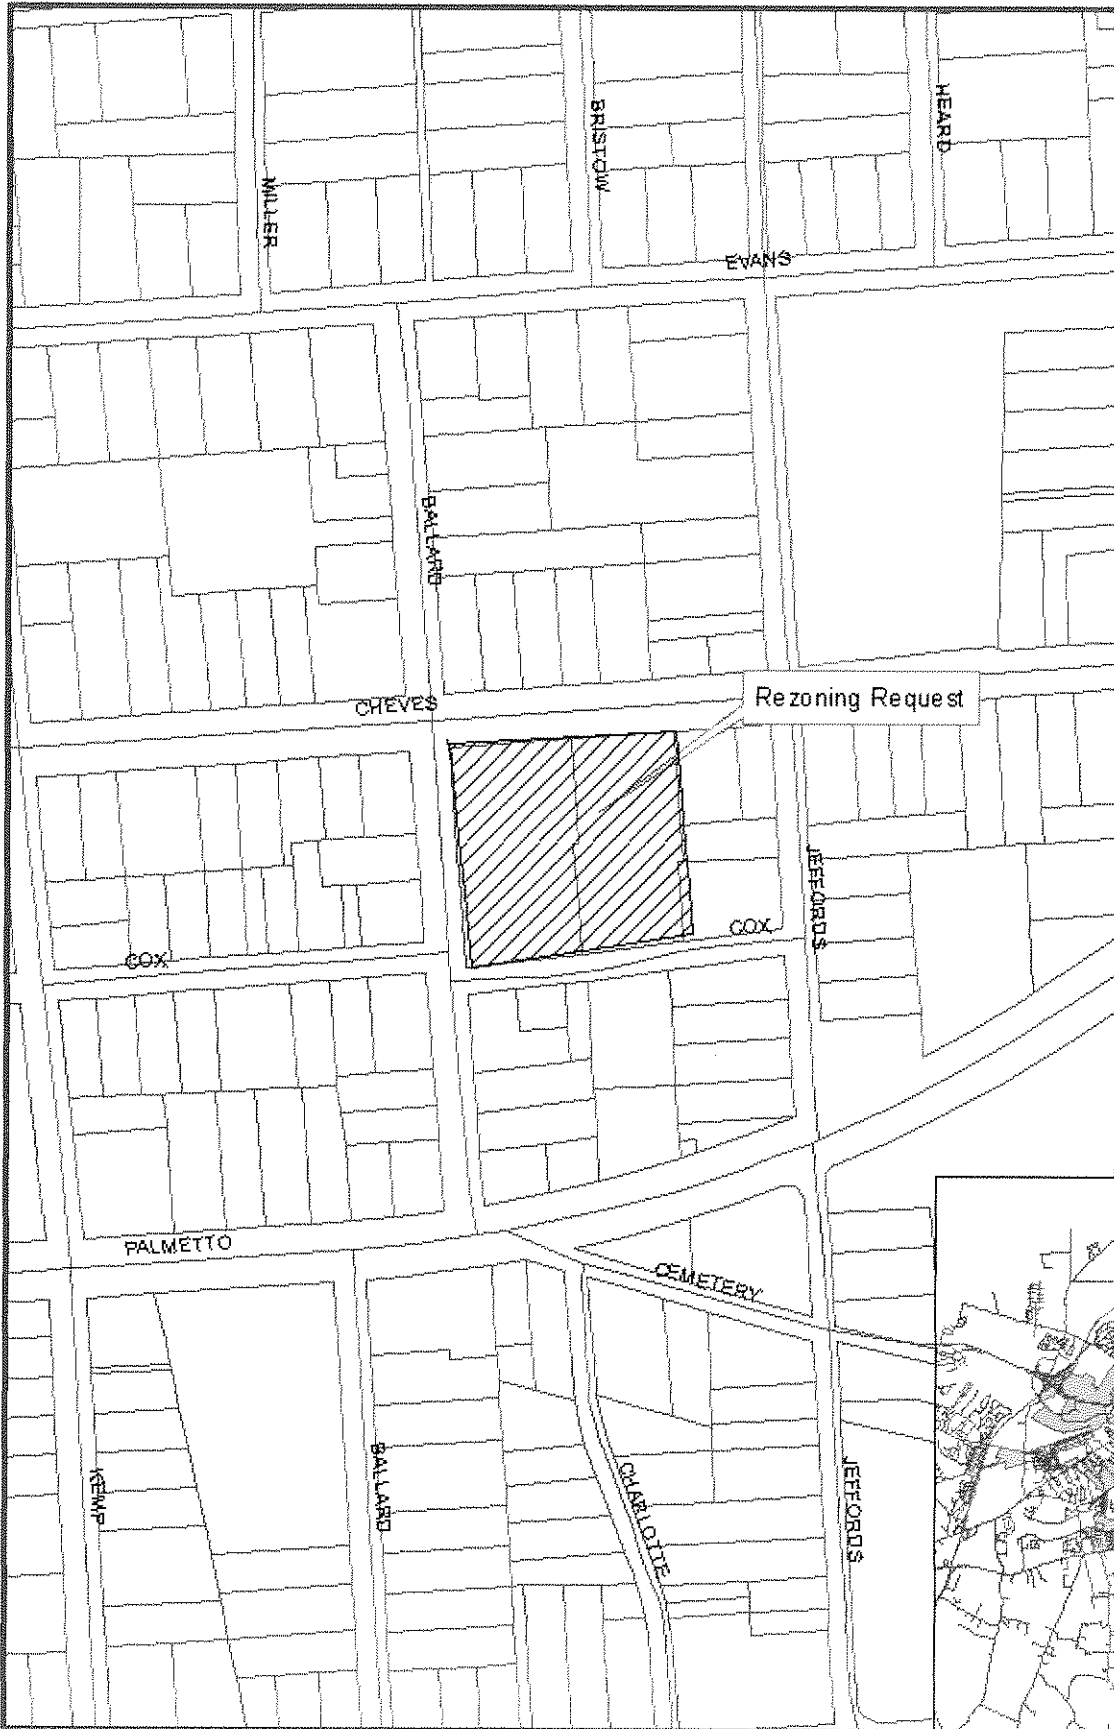 HEARD
BRISTOW
MILLER
EVANS
BALLARD
CHEVES
Rezoning Request
JEFFORDS
COX
COX
PALMETTO
CEMETERY
KEMP
BALLARD
CHARLOTTE
JEFFORDS